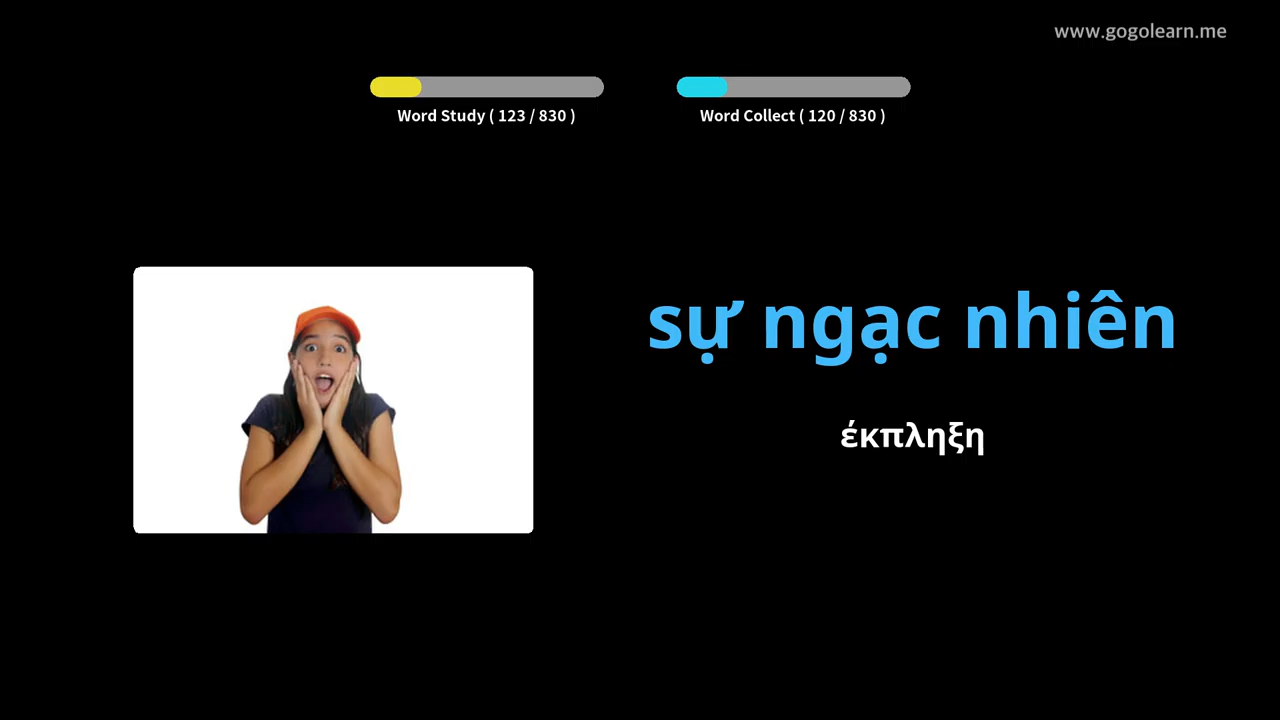 www.gogolearn.me
Word Study ( 123 / 830 )
Word Collect ( 120 / 830 )
sự ngạc nhiên
έκπληξη